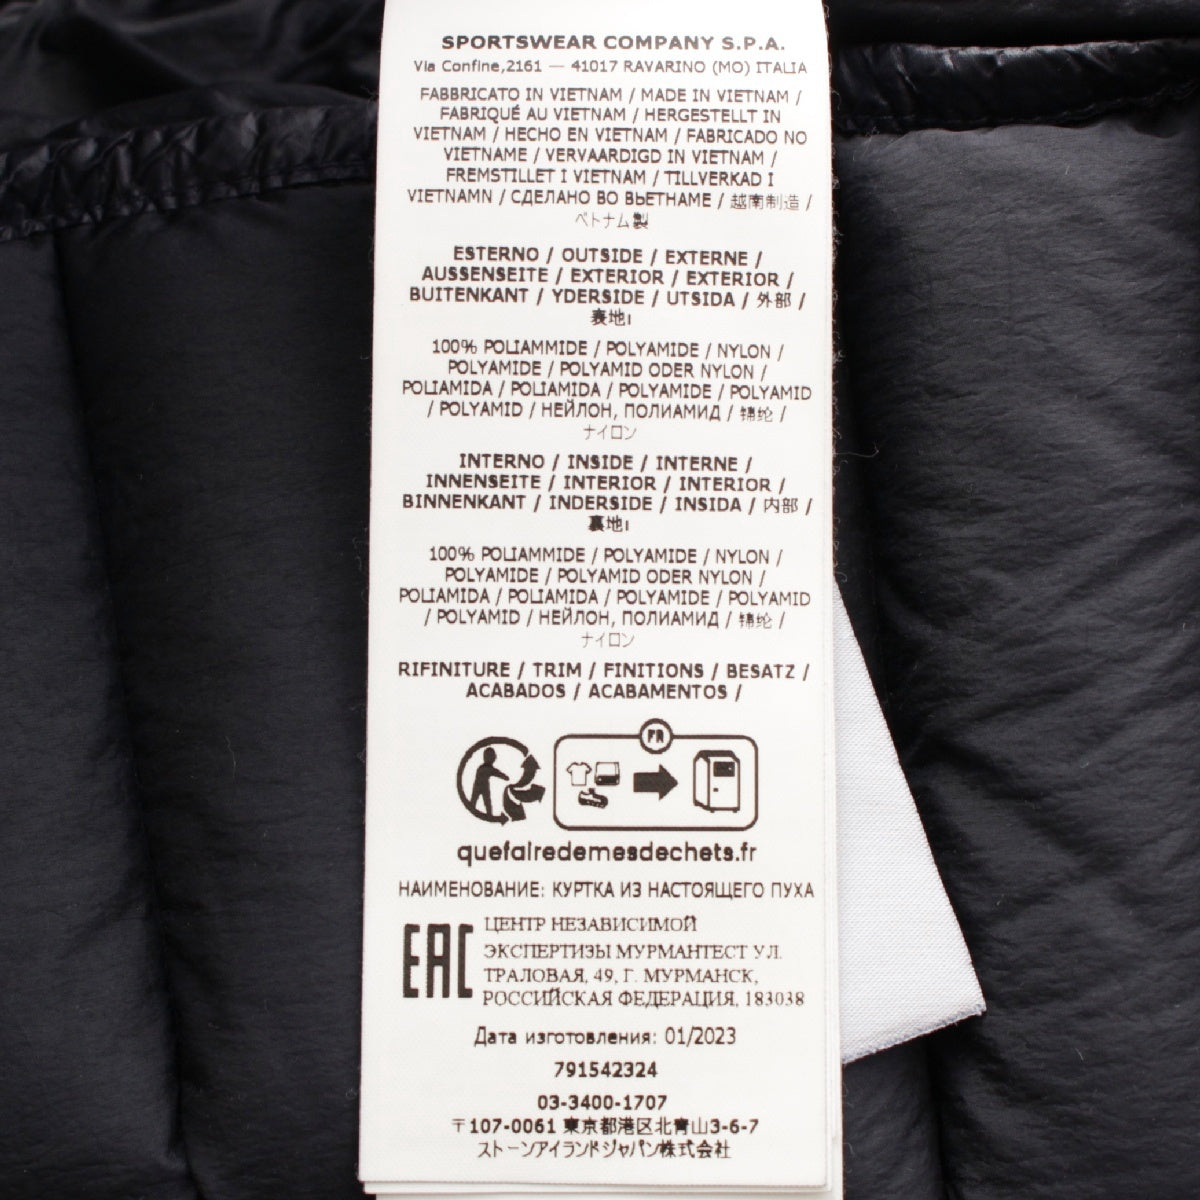 SPORTSWEAR COMPANY S.P.A.
Via Confine,2161 — 41017 RAVARINO (MO) ITALIA
FABBRICATO IN VIETNAM / MADE IN VIETNAM /
FABRIQUÉ AU VIETNAM / HERGESTELLT IN
VIETNAM / HECHO EN VIETNAM / FABRICADO NO
VIETNAME / VERVAARDIGD IN VIETNAM /
FREMSTILLET I VIETNAM / TILLVERKAD I
VIETNAMN / СДЕЛАНО ВО ВЬЕТНАМЕ / 越南制造 /
ベトナム製
ESTERNO / OUTSIDE / EXTERNE /
AUSSENSEITE / EXTERIOR / EXTERIOR /
BUITENKANT / YDERSIDE / UTSIDA / 外部 /
表地ı
100% POLIAMMIDE / POLYAMIDE / NYLON /
POLYAMIDE / POLYAMID ODER NYLON /
POLIAMIDA / POLIAMIDA / POLYAMIDE / POLYAMID
/ POLYAMID / НЕЙЛОН, ПОЛИАМИД / 锦纶 /
ナイロン
INTERNO / INSIDE / INTERNE /
INNENSEITE / INTERIOR / INTERIOR /
BINNENKANT / INDERSIDE / INSIDA / 内部 /
裏地ı
100% POLIAMMIDE / POLYAMIDE / NYLON /
POLYAMIDE / POLYAMID ODER NYLON /
POLIAMIDA / POLIAMIDA / POLYAMIDE / POLYAMID
/ POLYAMID / НЕЙЛОН, ПОЛИАМИД / 锦纶 /
ナイロン
RIFINITURE / TRIM / FINITIONS / BESATZ /
ACABADOS / ACABAMENTOS /
FR
quefairedemesdechets.fr
НАИМЕНОВАНИЕ: КУРТКА ИЗ НАСТОЯЩЕГО ПУХА
EAC
ЦЕНТР НЕЗАВИСИМОЙ
ЭКСПЕРТИЗЫ МУРМАНТЕСТ УЛ.
ТРАЛОВАЯ, 49, Г. МУРМАНСК,
РОССИЙСКАЯ ФЕДЕРАЦИЯ, 183038
Дата изготовления: 01/2023
791542324
03-3400-1707
〒107-0061 東京都港区北青山3-6-7
ストーンアイランドジャパン株式会社